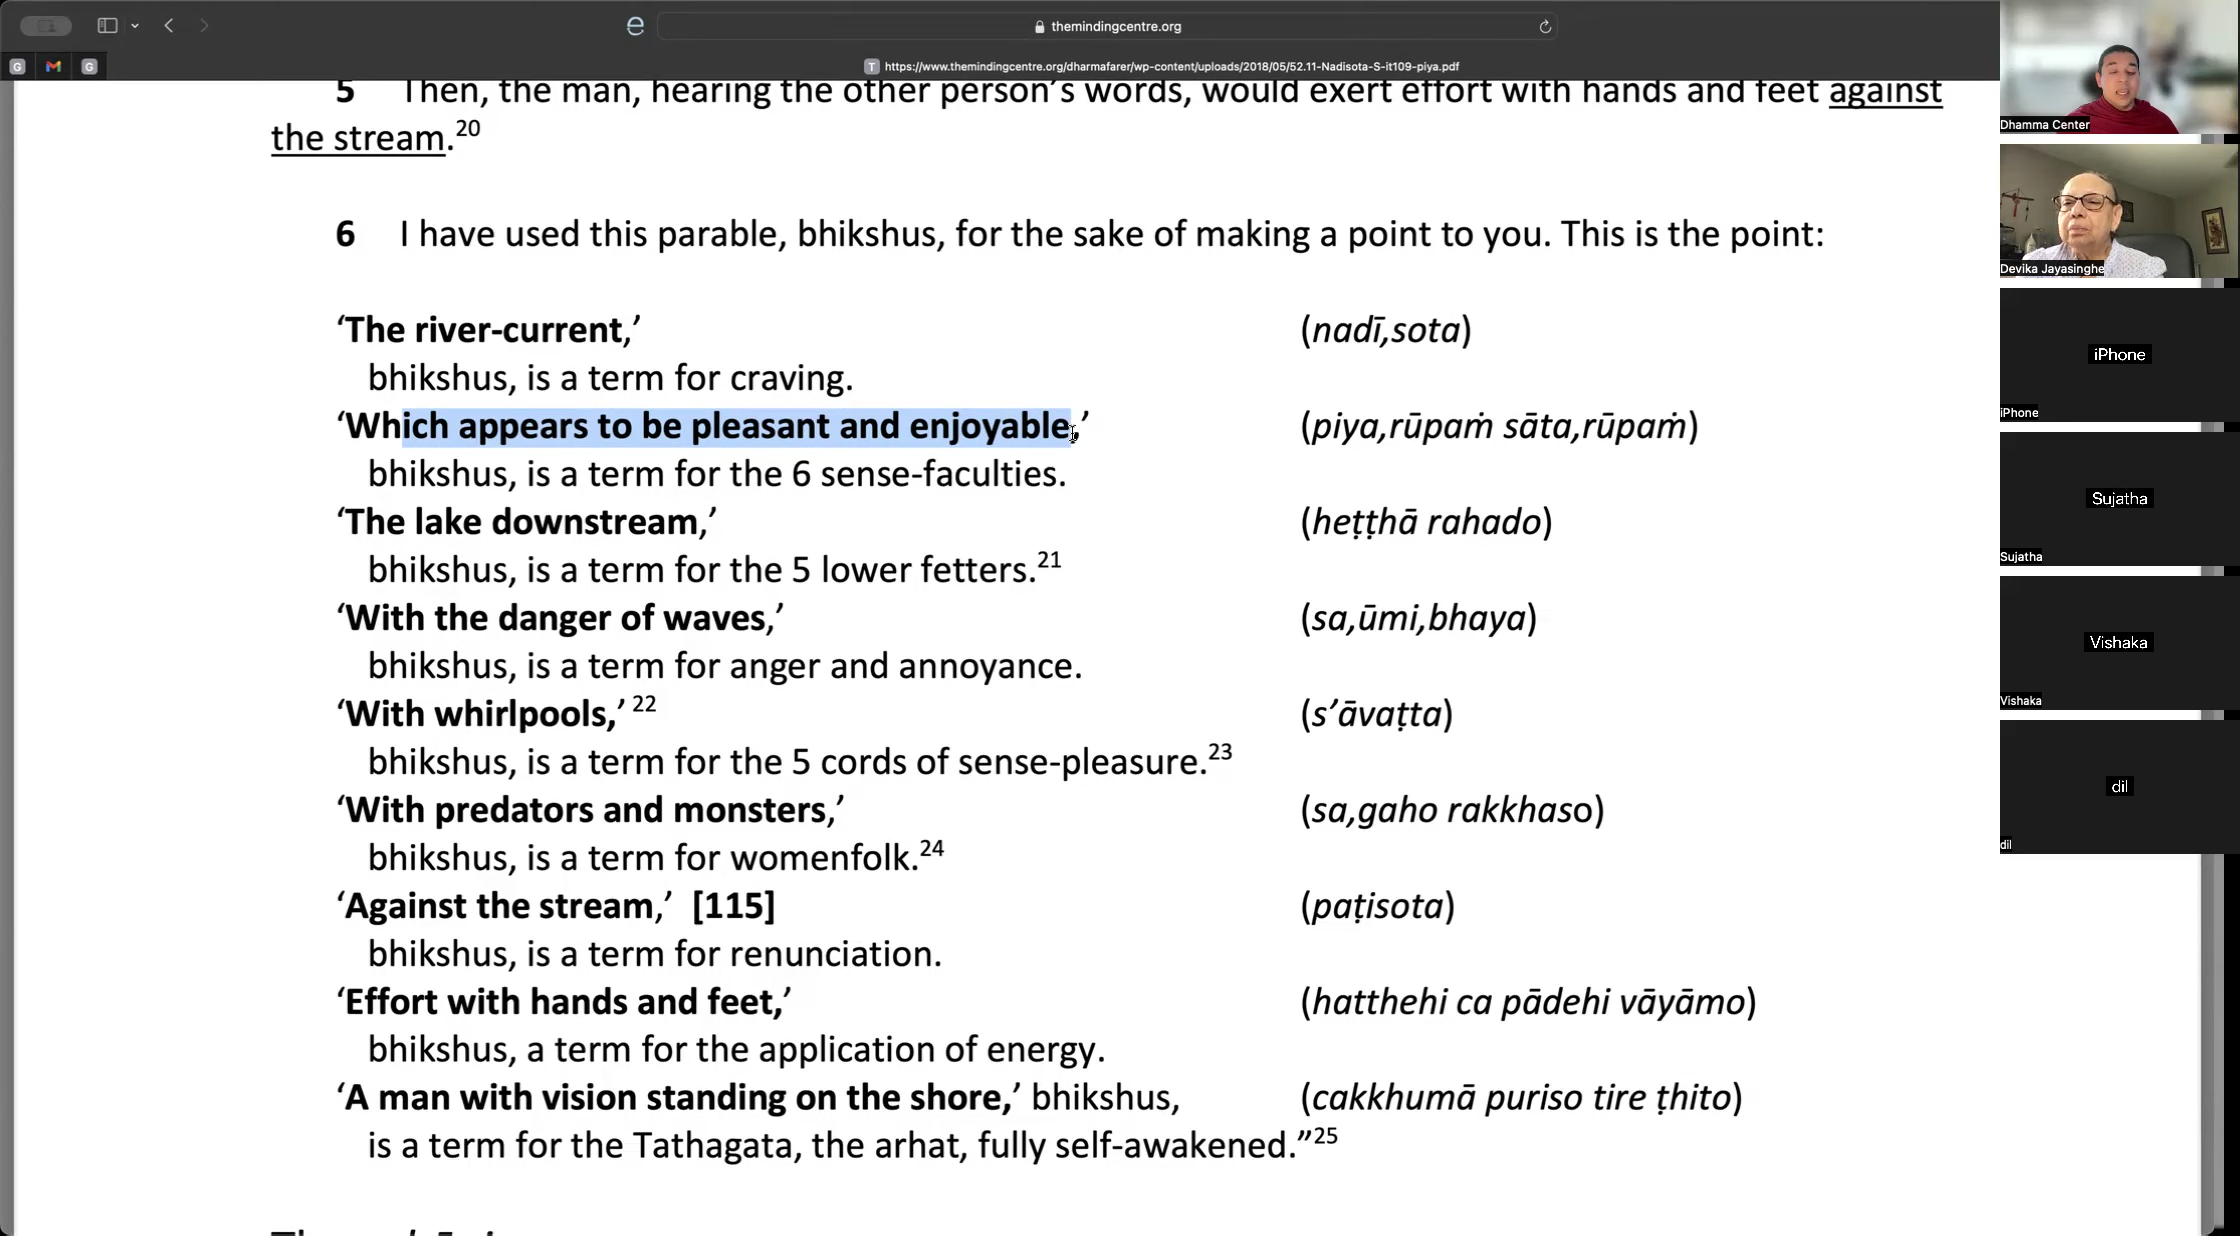 themindingcentre.org
G
G
T https://www.themindingcentre.org/dharmafarer/wp-content/uploads/2018/05/52.11-Nadisota-S-it109-piya.pdf
5 Then, the man, hearing the other person's words, would exert effort with hands and feet against
the stream.20
6 I have used this parable, bhikshus, for the sake of making a point to you. This is the point:
‘The river-current,’ (nadī,sota)
bhikshus, is a term for craving.
‘Which appears to be pleasant and enjoyable,’ (piya,rūpaṁ sāta,rūpaṁ)
bhikshus, is a term for the 6 sense-faculties.
‘The lake downstream,’ (heṭṭhā rahado)
bhikshus, is a term for the 5 lower fetters.21
‘With the danger of waves,’ (sa,ūmi,bhaya)
bhikshus, is a term for anger and annoyance.
‘With whirlpools,’ 22 (s’āvaṭta)
bhikshus, is a term for the 5 cords of sense-pleasure.23
‘With predators and monsters,’ (sa,gaho rakkhaso)
bhikshus, is a term for womenfolk.24
‘Against the stream,’ [115] (paṭisota)
bhikshus, is a term for renunciation.
‘Effort with hands and feet,’ (hatthehi ca pādehi vāyāmo)
bhikshus, a term for the application of energy.
‘A man with vision standing on the shore,’ bhikshus, (cakkhumā puriso tire ṭhito)
is a term for the Tathagata, the arhat, fully self-awakened.”25
Dhamma Center
Devika Jayasinghe
iPhone
iPhone
Sujatha
Sujatha
Vishaka
Vishaka
dil
dil